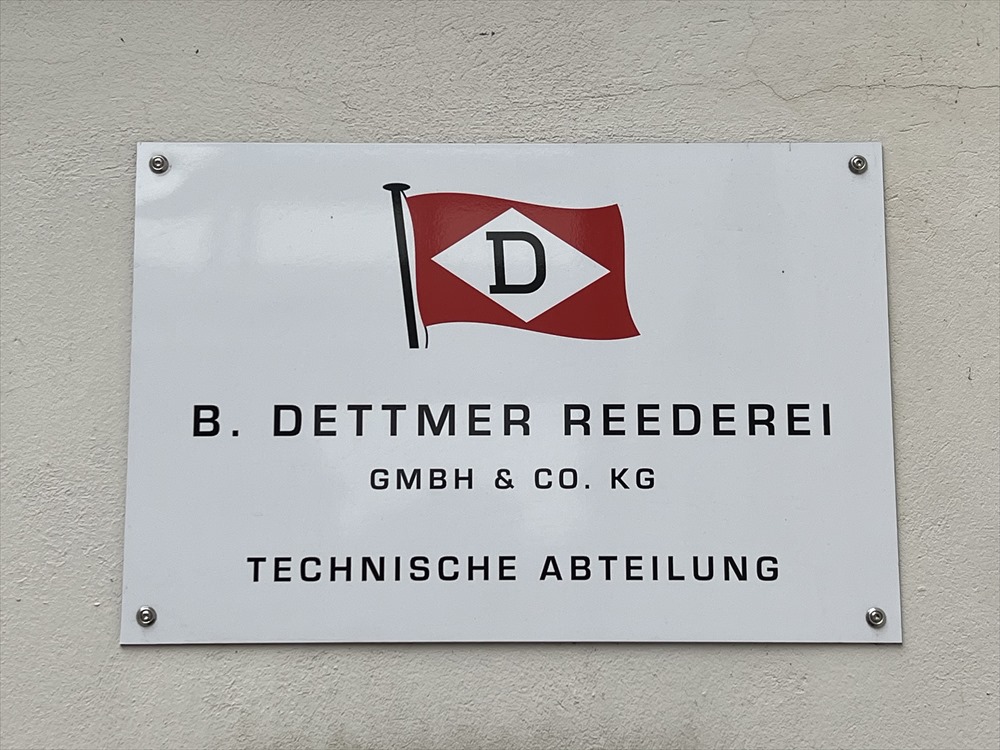 D
B. DETTMER REEDEREI
GMBH & CO. KG
TECHNISCHE ABTEILUNG